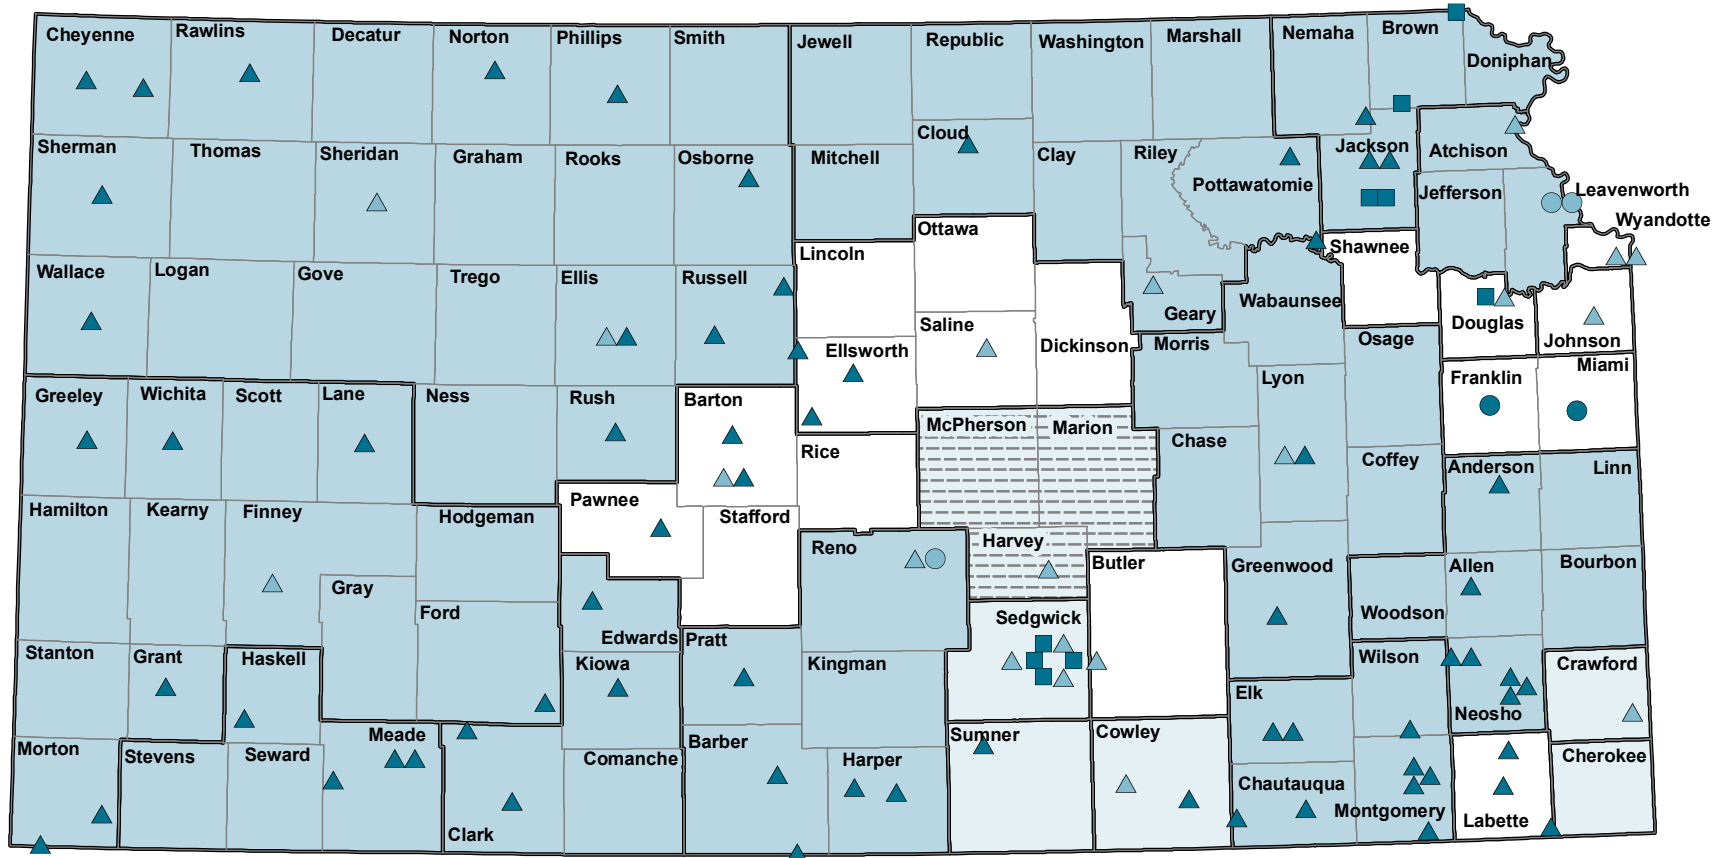 Cheyenne
Rawlins
Decatur
Norton
Phillips
Smith
Jewell
Republic
Washington
Marshall
Nemaha
Brown
Doniphan
Sherman
Thomas
Sheridan
Graham
Rooks
Osborne
Mitchell
Cloud
Clay
Riley
Pottawatomie
Jackson
Atchison
Jefferson
Leavenworth
Wyandotte
Wallace
Logan
Gove
Trego
Ellis
Russell
Lincoln
Ottawa
Saline
Dickinson
Geary
Wabaunsee
Shawnee
Douglas
Johnson
Ellsworth
Morris
Osage
Miami
Franklin
Lyon
Greeley
Wichita
Scott
Lane
Ness
Rush
Barton
Rice
McPherson
Marion
Chase
Coffey
Anderson
Linn
Hamilton
Kearny
Finney
Hodgeman
Pawnee
Stafford
Reno
Harvey
Butler
Greenwood
Woodson
Allen
Bourbon
Gray
Ford
Edwards
Pratt
Sedgwick
Stanton
Grant
Haskell
Kiowa
Kingman
Elk
Wilson
Neosho
Crawford
Morton
Stevens
Seward
Meade
Clark
Comanche
Barber
Harper
Sumner
Cowley
Chautauqua
Montgomery
Labette
Cherokee